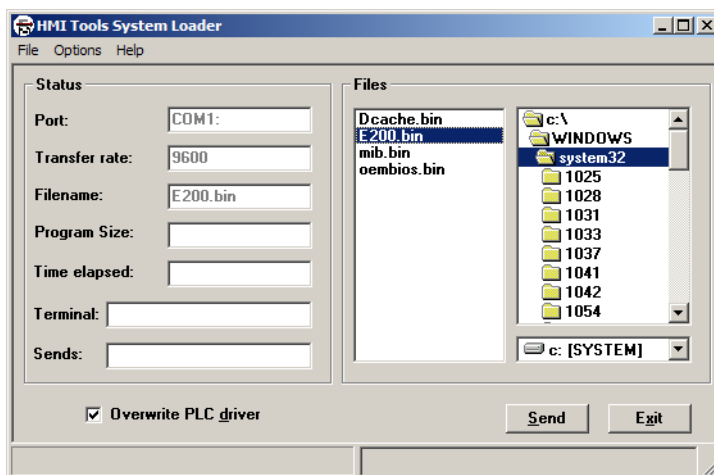 HMI Tools System Loader
File Options Help
Status
Port: COM1:
Transfer rate: 9600
Filename: E200.bin
Program Size:
Time elapsed:
Terminal:
Sends:
Files
Dcache.bin
E200.bin
mib.bin
oembios.bin
c:\
WINDOWS
system32
1025
1028
1031
1033
1037
1041
1042
1054
c: [SYSTEM]
Overwrite PLC driver
Send
Exit